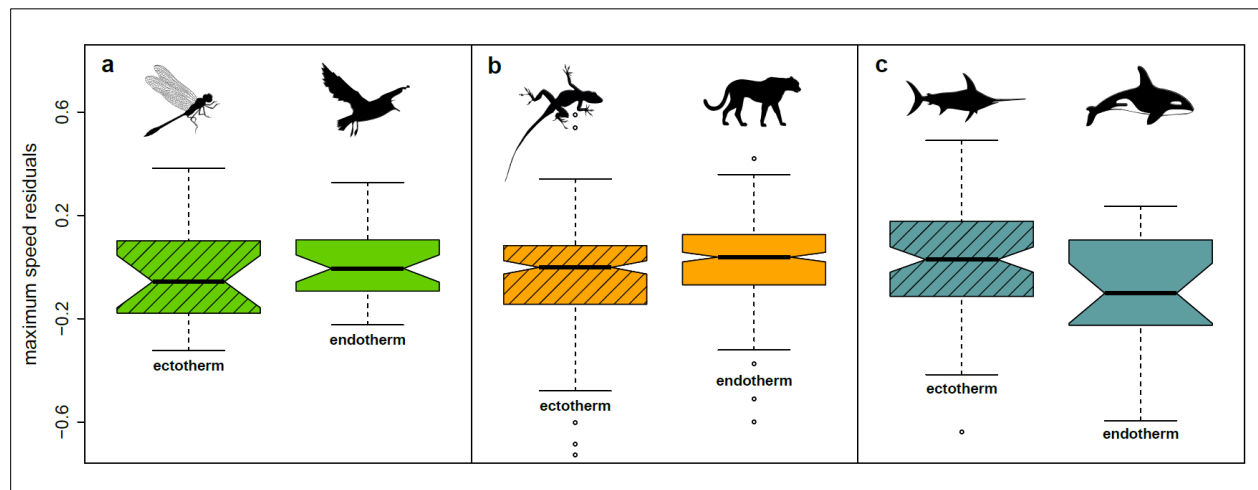 maximum speed residuals
0.6
0.2
−0.2
−0.6
a
ectotherm
endotherm
b
ectotherm
endotherm
c
ectotherm
endotherm